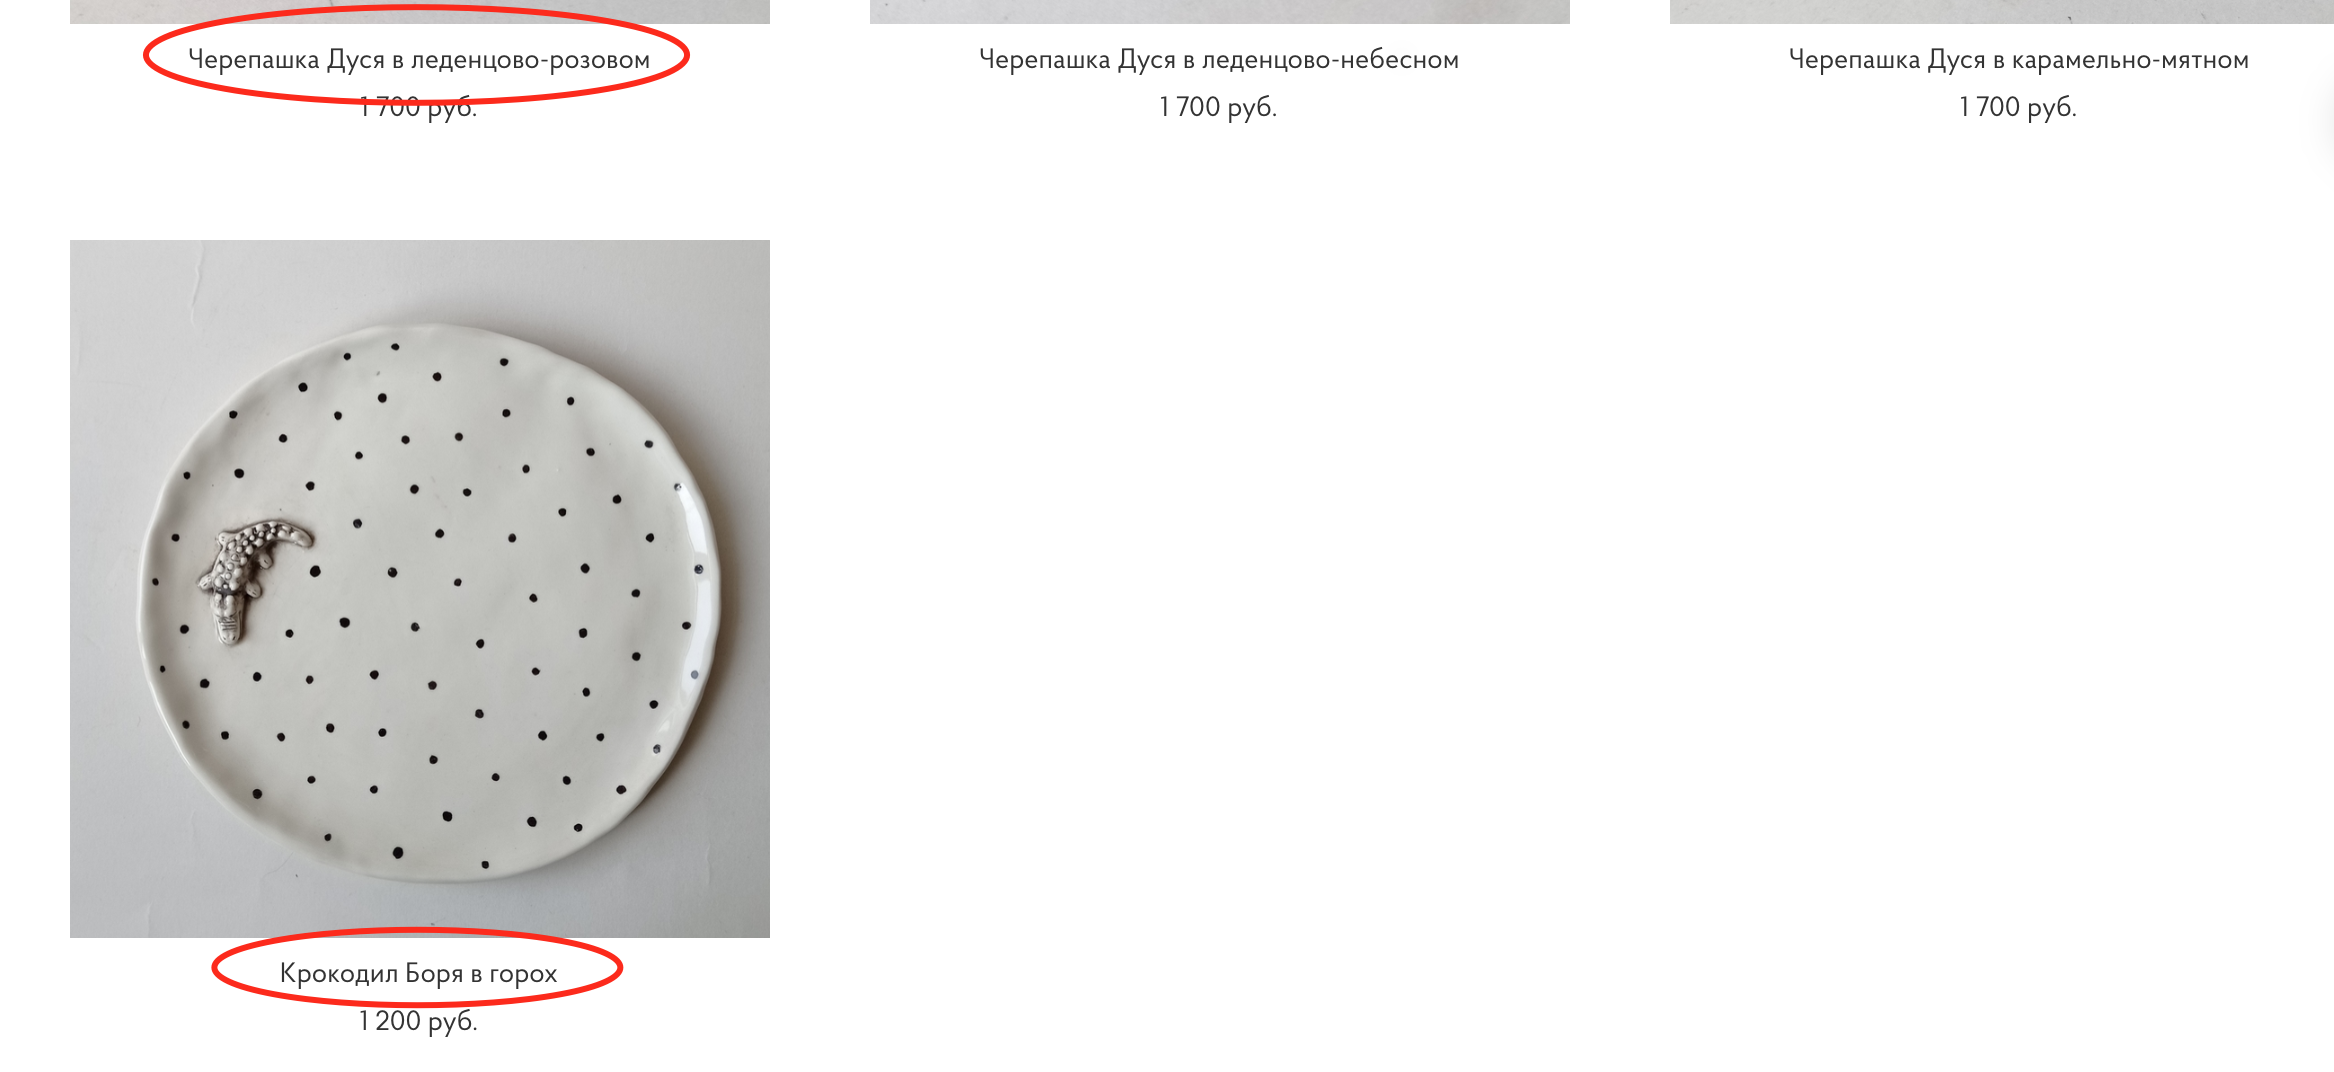 Черепашка Дуся в леденцово-розовом
1 700 руб.
Черепашка Дуся в леденцово-небесном
1 700 руб.
Черепашка Дуся в карамельно-мятном
1 700 руб.
Крокодил Боря в горох
1 200 руб.